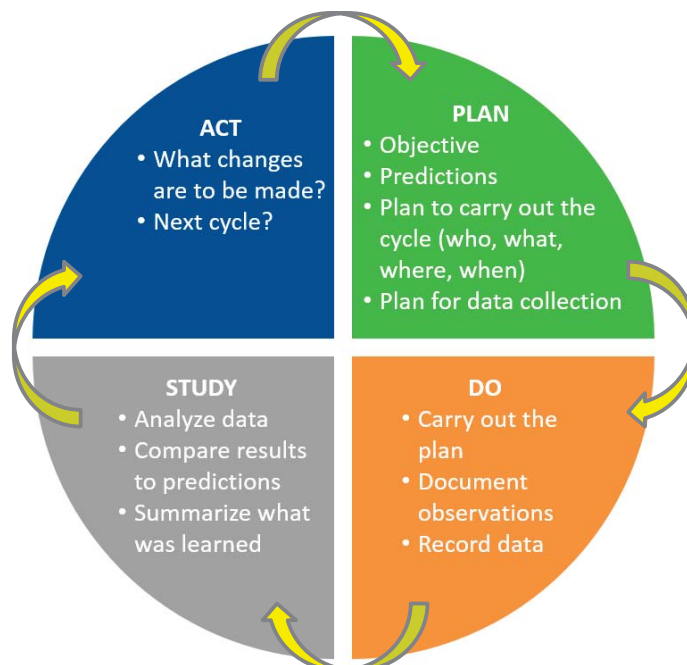 ACT
• What changes
are to be made?
• Next cycle?
PLAN
• Objective
• Predictions
• Plan to carry out the
cycle (who, what,
where, when)
• Plan for data collection
STUDY
• Analyze data
• Compare results
to predictions
• Summarize what
was learned
DO
• Carry out the
plan
• Document
observations
• Record data